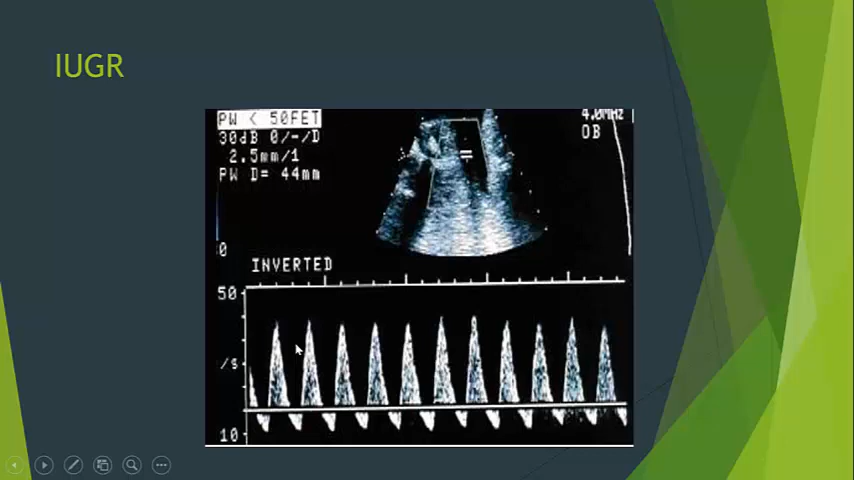 IUGR
PW < 50FET
30dB 0/-/D
2.5mm/1
PW D= 44mm
4.0MHz
OB
0
INVERTED
50
/s
10